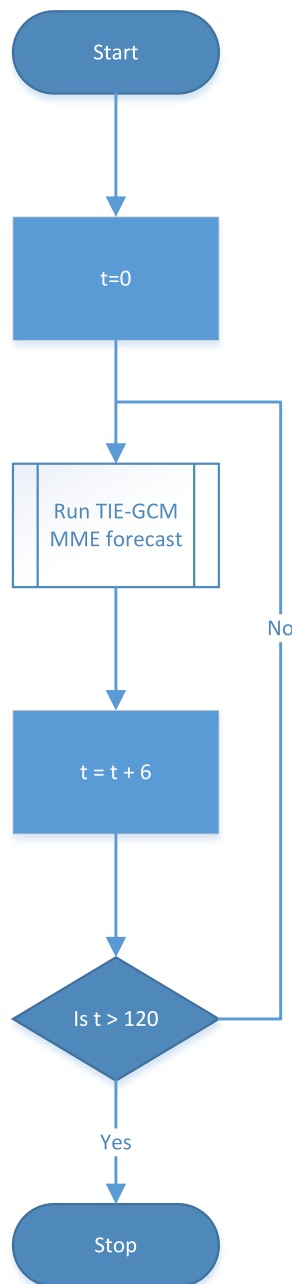 Start
t=0
Run TIE-GCM
MME forecast
No
t = t + 6
Is t > 120
Yes
Stop